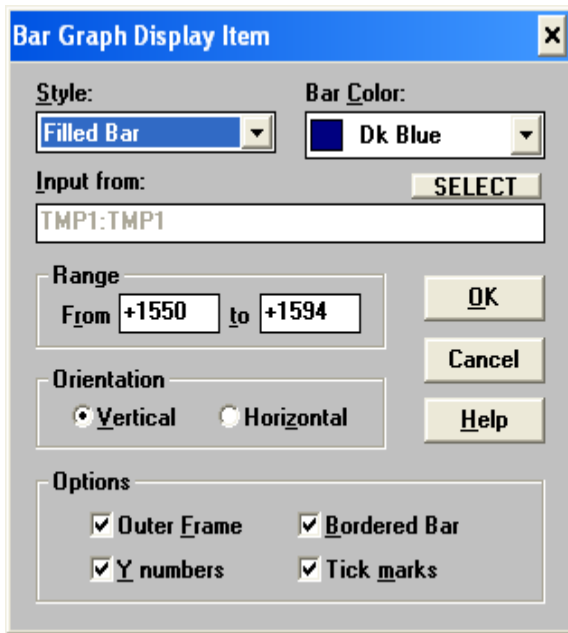 Bar Graph Display Item
Style: Bar Color:
Filled Bar Dk Blue
Input from: SELECT
TMP1:TMP1
Range
From +1550 to +1594
OK
Cancel
Orientation
Vertical Horizontal
Help
Options
Outer Frame Bordered Bar
Y numbers Tick marks